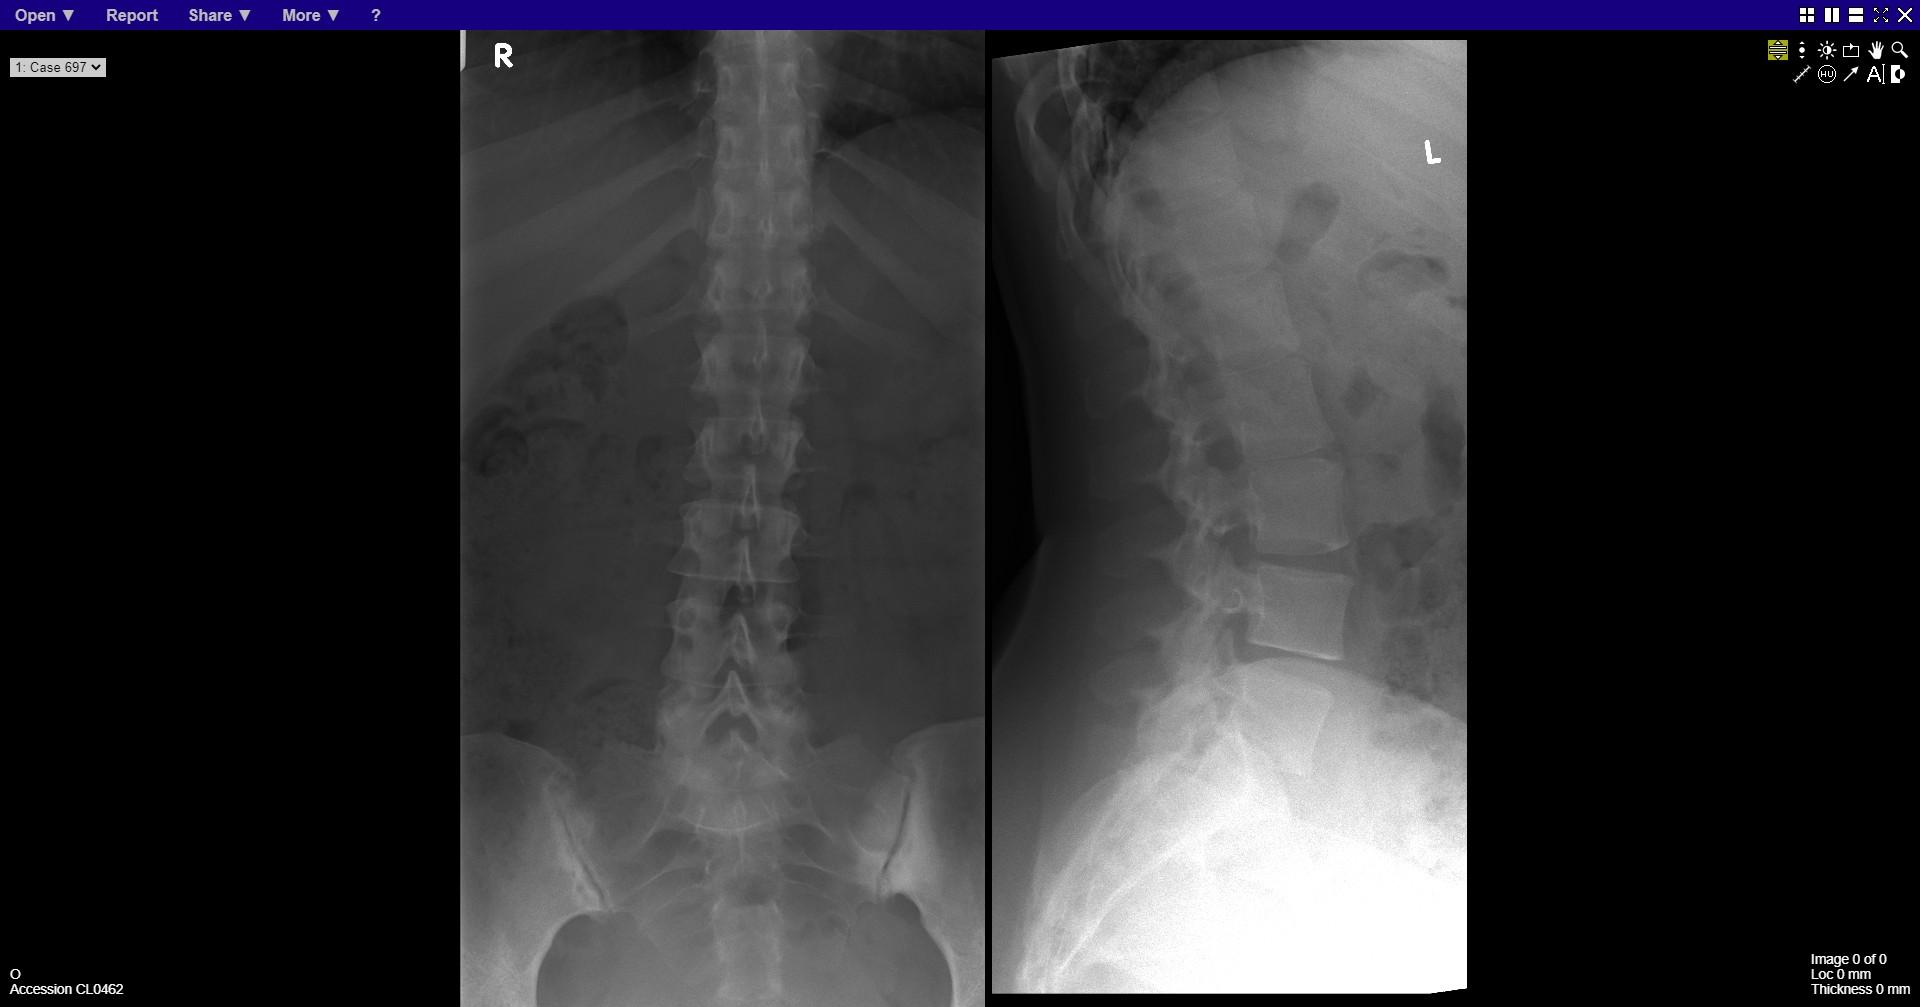 Open ▼ Report Share ▼ More ▼ ?
1: Case 697
R
L
HU
A
O
Accession CL0462
Image 0 of 0
Loc 0 mm
Thickness 0 mm